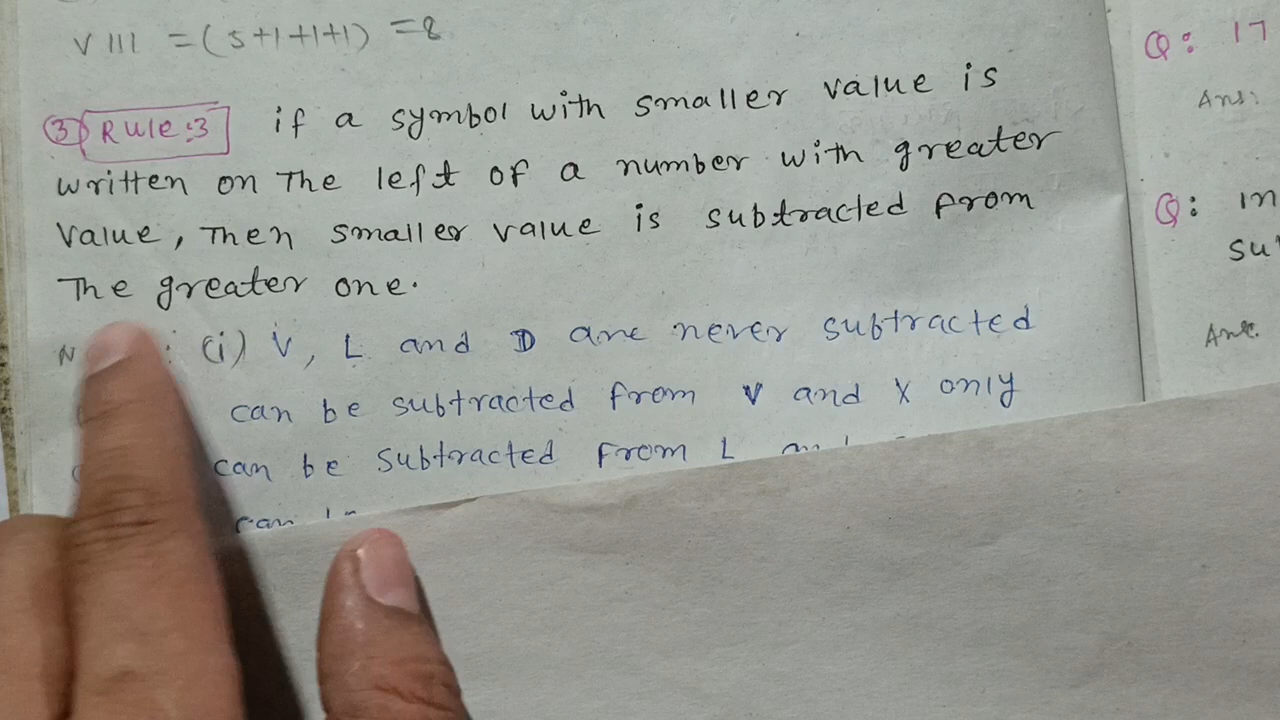 VIII = (5+1+1+1) = 8
③ Rule:3 if a symbol with smaller value is
written on The left of a number with greater
value, Then smaller value is subtracted from
The greater one.
(i) V, L and D are never subtracted
can be subtracted from V and X only
can be subtracted from L
can
Q: 17
Ans:
Q: in
Ans.